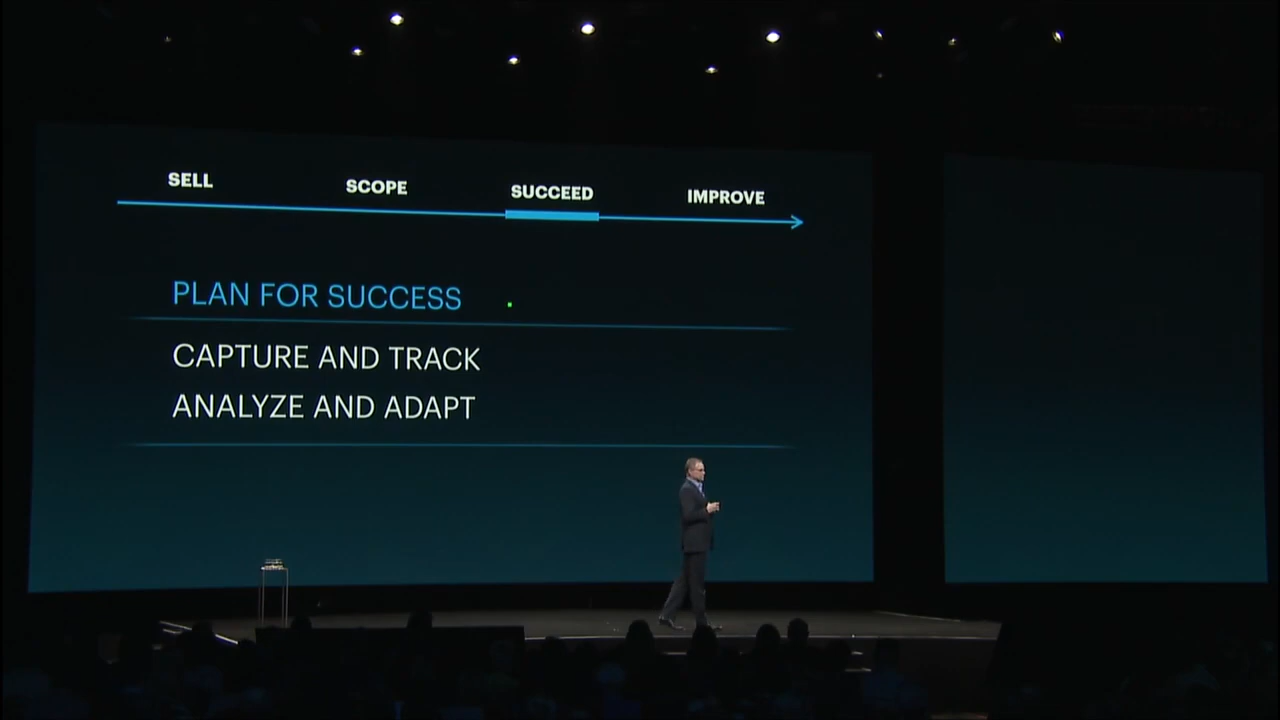 SELL SCOPE SUCCEED IMPROVE
PLAN FOR SUCCESS
CAPTURE AND TRACK
ANALYZE AND ADAPT